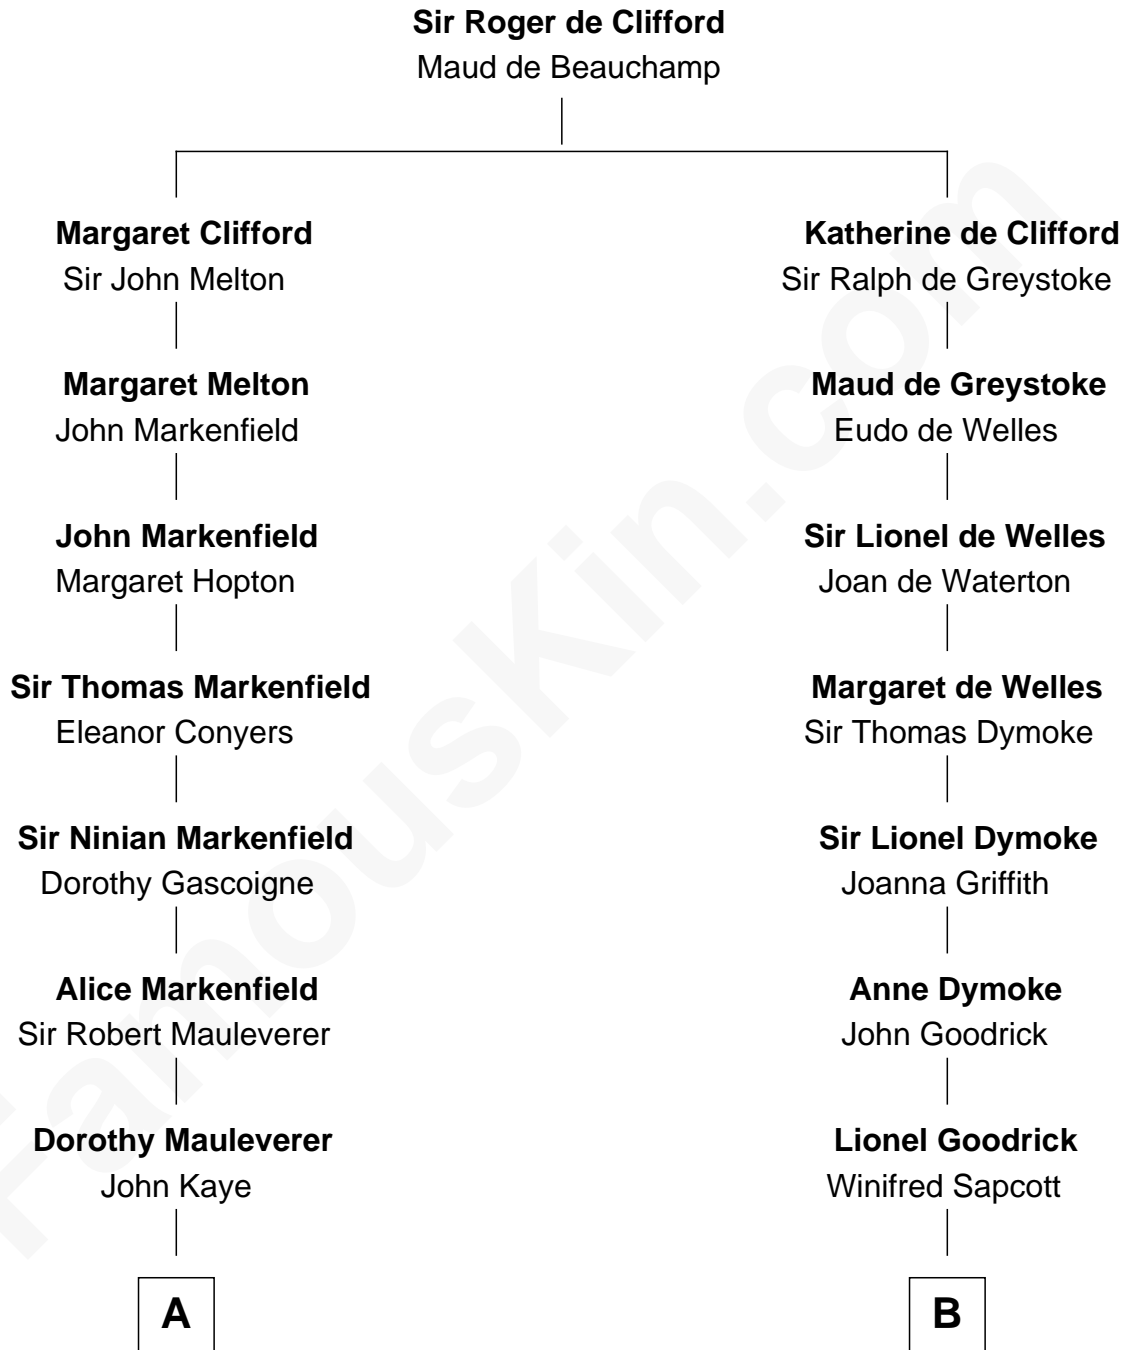 Sir Roger de Clifford
Maud de Beauchamp
Margaret Clifford
Sir John Melton
Katherine de Clifford
Sir Ralph de Greystoke
Margaret Melton
John Markenfield
Maud de Greystoke
Eudo de Welles
John Markenfield
Margaret Hopton
Sir Lionel de Welles
Joan de Waterton
Sir Thomas Markenfield
Eleanor Conyers
Margaret de Welles
Sir Thomas Dymoke
Sir Ninian Markenfield
Dorothy Gascoigne
Sir Lionel Dymoke
Joanna Griffith
Alice Markenfield
Sir Robert Mauleverer
Anne Dymoke
John Goodrick
Dorothy Mauleverer
John Kaye
Lionel Goodrick
Winifred Sapcott
A
B
FamousKin.com